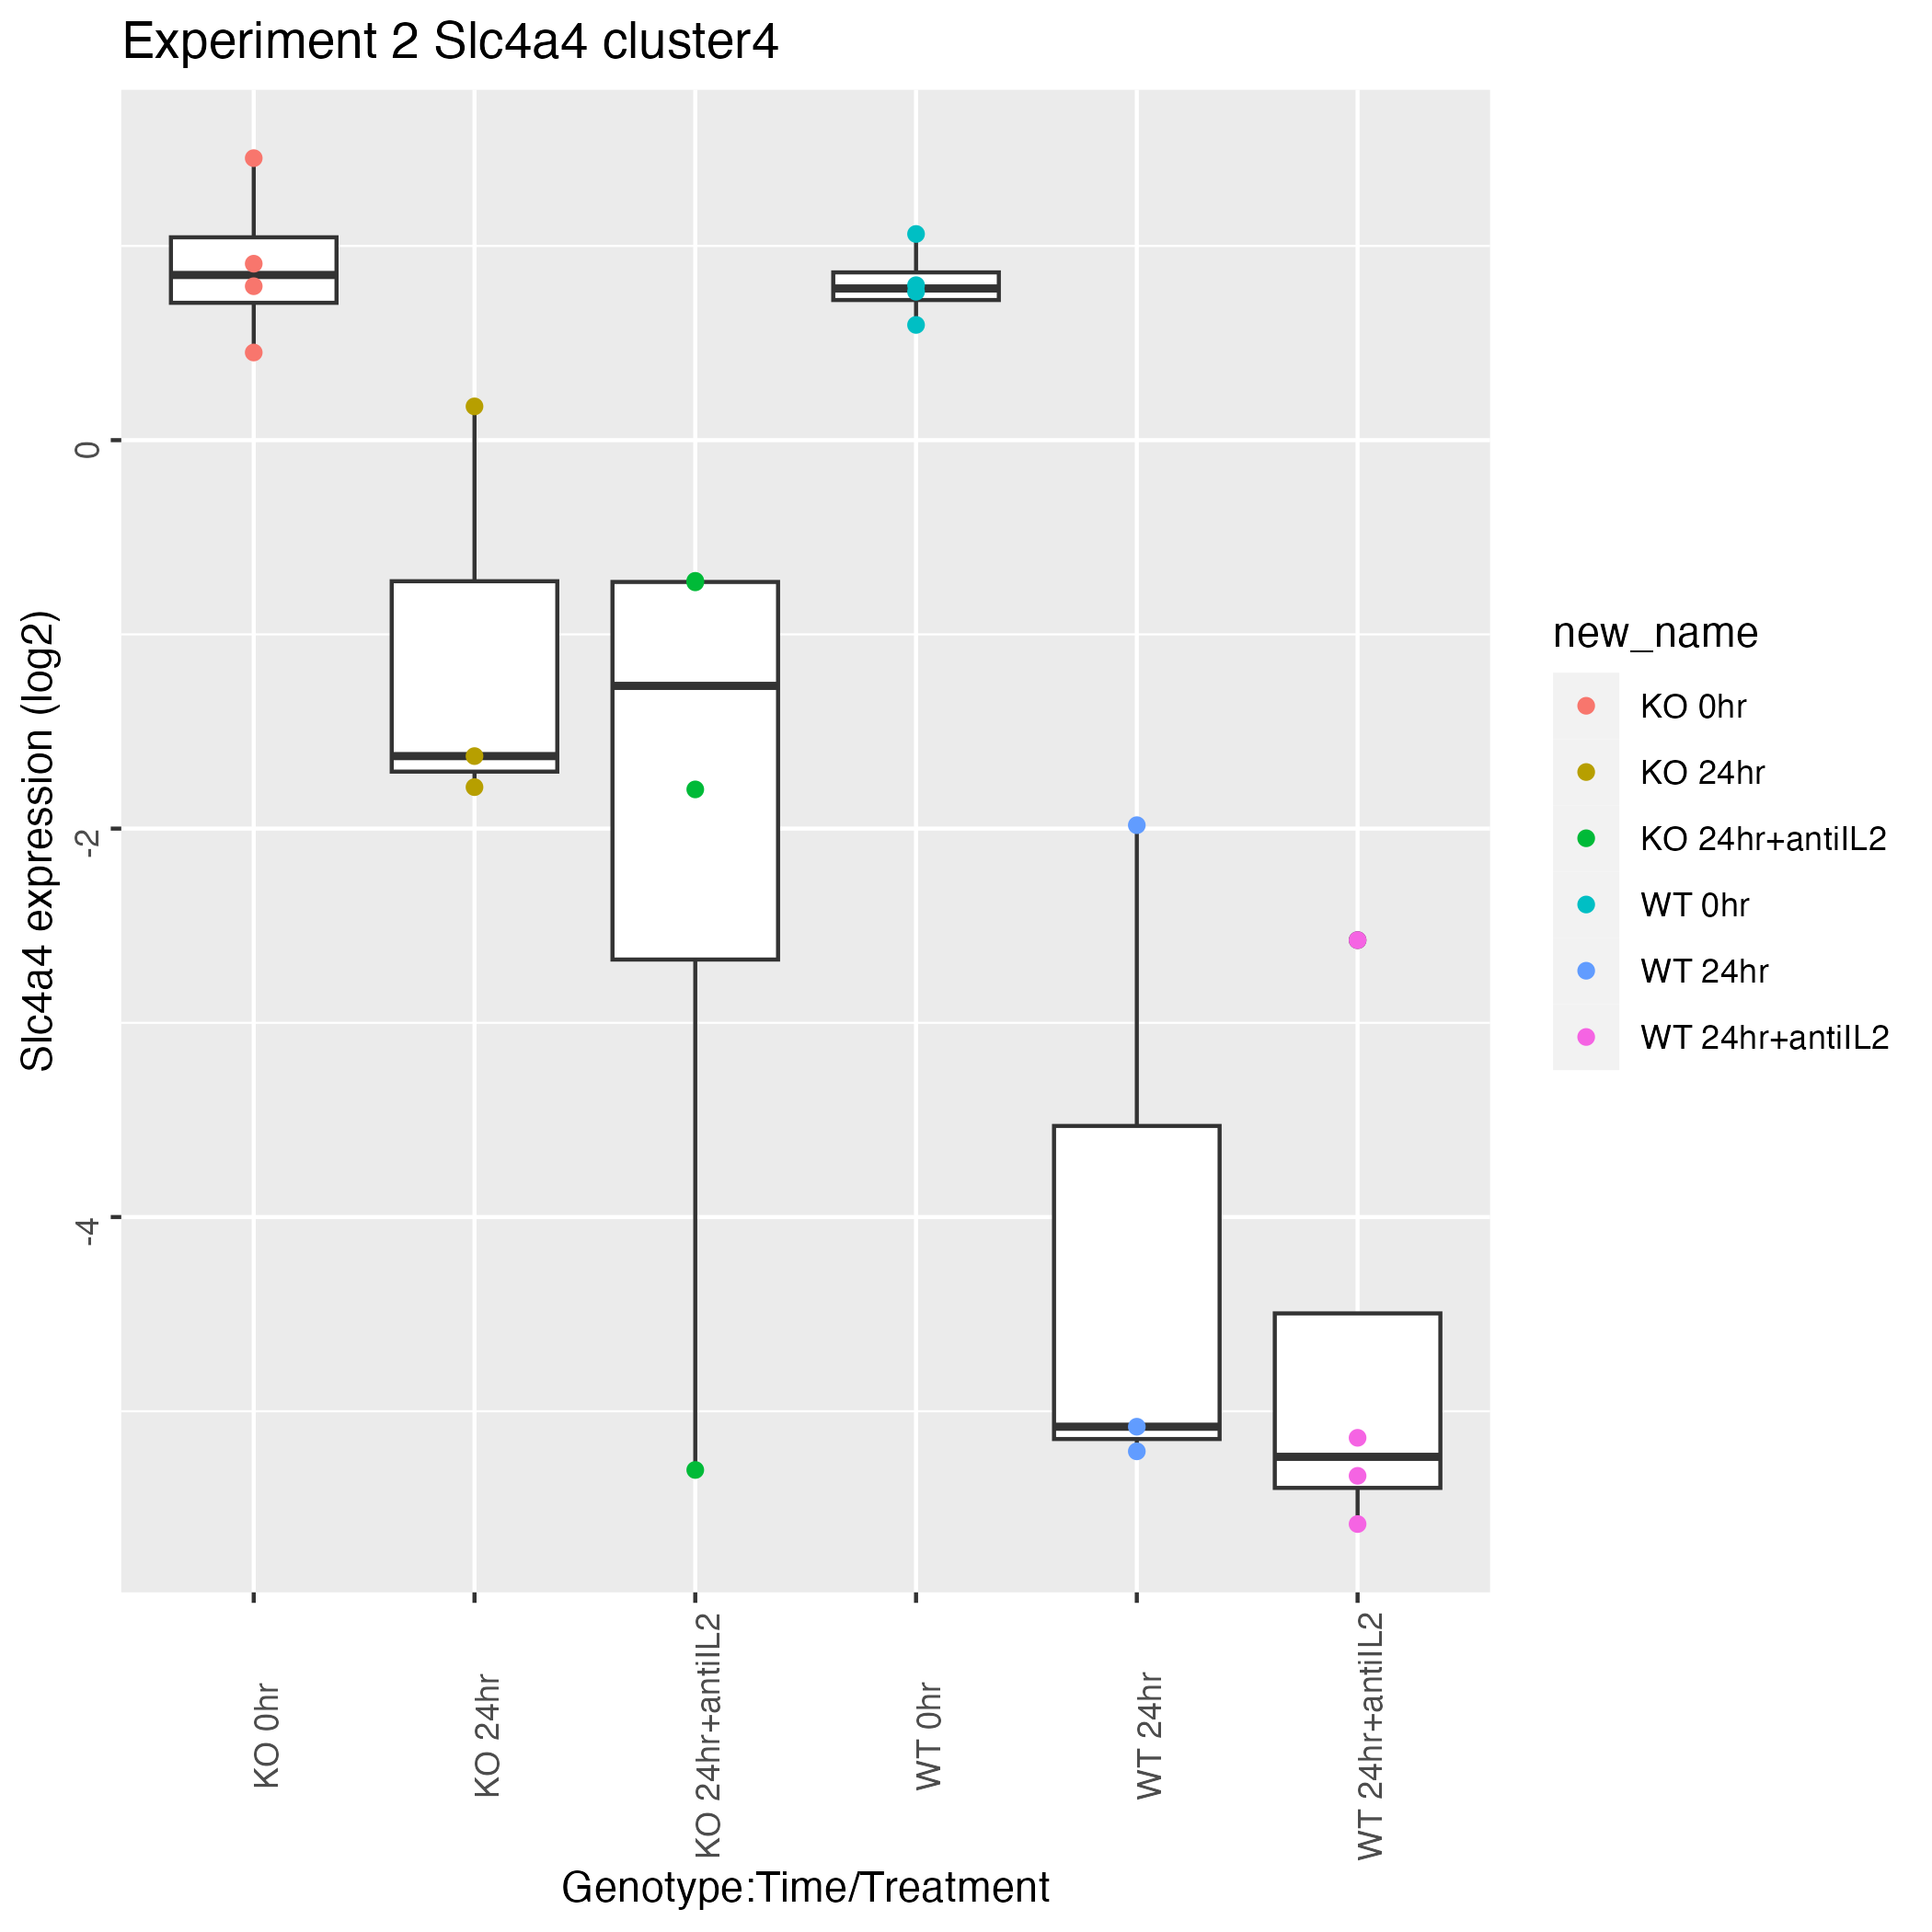 Experiment 2 Slc4a4 cluster4
Slc4a4 expression (log2)
0
-2
-4
KO 0hr
KO 24hr
KO 24hr+antiIL2
WT 0hr
WT 24hr
WT 24hr+antiIL2
Genotype:Time/Treatment
new_name
KO 0hr
KO 24hr
KO 24hr+antiIL2
WT 0hr
WT 24hr
WT 24hr+antiIL2